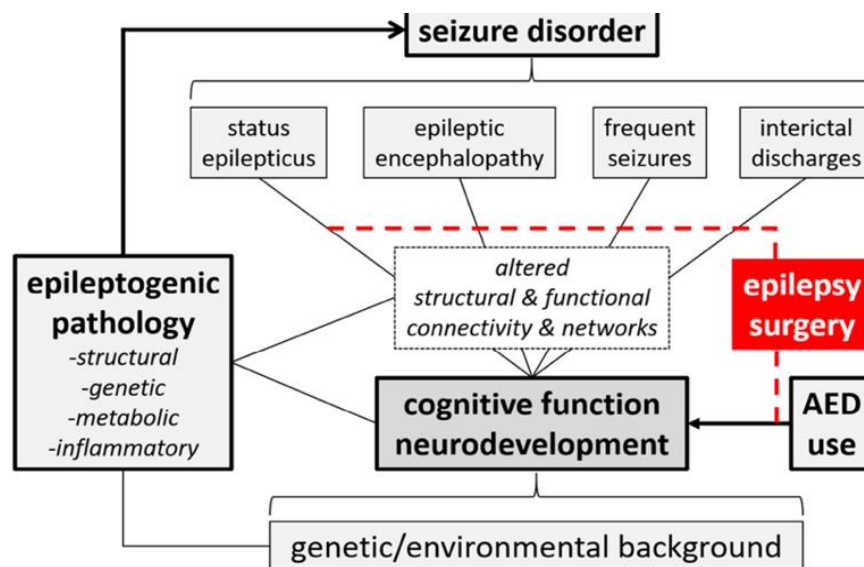 seizure disorder
status
epilepticus
epileptic
encephalopathy
frequent
seizures
interictal
discharges
altered
structural & functional
connectivity & networks
epileptogenic
pathology
-structural
-genetic
-metabolic
-inflammatory
epilepsy
surgery
cognitive function
neurodevelopment
AED
use
genetic/environmental background